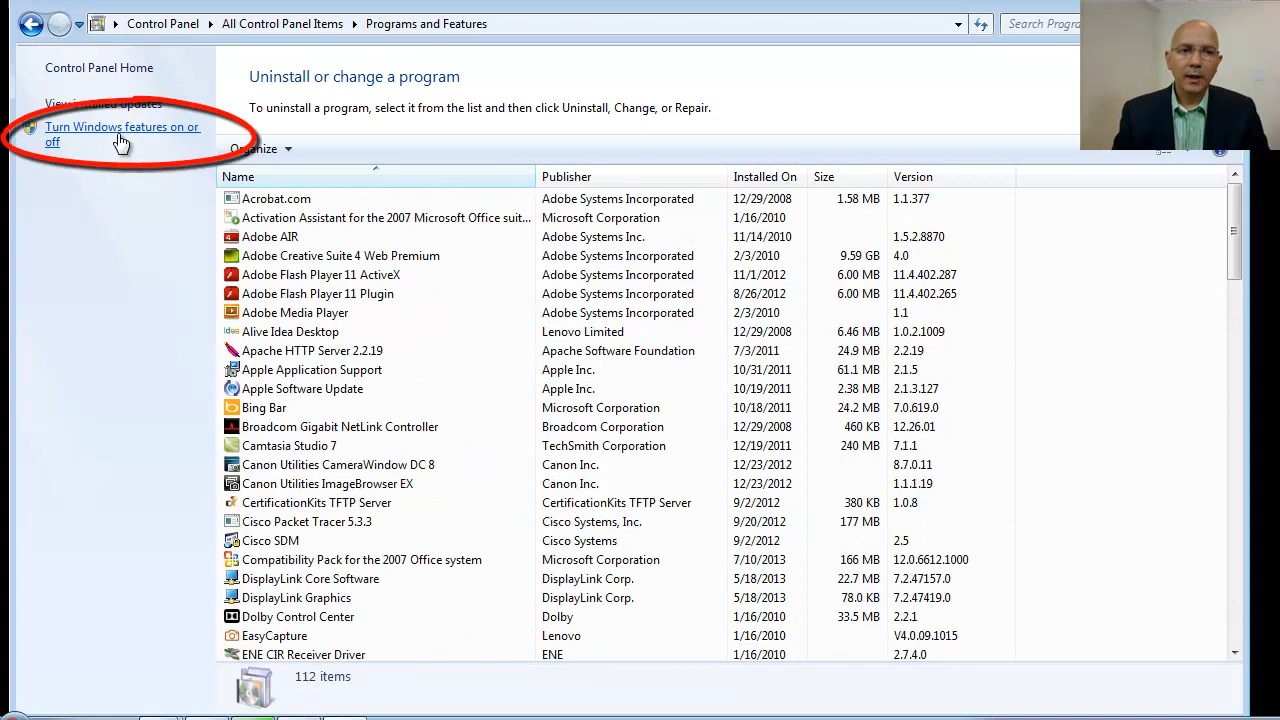 Control Panel ▸ All Control Panel Items ▸ Programs and Features
Search Progra
Control Panel Home
View installed updates
Turn Windows features on or
off
Uninstall or change a program
To uninstall a program, select it from the list and then click Uninstall, Change, or Repair.
Organize
Name Publisher Installed On Size Version
Acrobat.com Adobe Systems Incorporated 12/29/2008 1.58 MB 1.1.377
Activation Assistant for the 2007 Microsoft Office suit... Microsoft Corporation 1/16/2010
Adobe AIR Adobe Systems Inc. 11/14/2010 1.5.2.8870
Adobe Creative Suite 4 Web Premium Adobe Systems Incorporated 2/3/2010 9.59 GB 4.0
Adobe Flash Player 11 ActiveX Adobe Systems Incorporated 11/1/2012 6.00 MB 11.4.402.287
Adobe Flash Player 11 Plugin Adobe Systems Incorporated 8/26/2012 6.00 MB 11.4.402.265
Adobe Media Player Adobe Systems Incorporated 2/3/2010 1.1
Alive Idea Desktop Lenovo Limited 12/29/2008 6.46 MB 1.0.2.1009
Apache HTTP Server 2.2.19 Apache Software Foundation 7/3/2011 24.9 MB 2.2.19
Apple Application Support Apple Inc. 10/31/2011 61.1 MB 2.1.5
Apple Software Update Apple Inc. 10/19/2011 2.38 MB 2.1.3.127
Bing Bar Microsoft Corporation 10/18/2011 24.2 MB 7.0.619.0
Broadcom Gigabit NetLink Controller Broadcom Corporation 12/29/2008 460 KB 12.26.01
Camtasia Studio 7 TechSmith Corporation 12/19/2011 240 MB 7.1.1
Canon Utilities CameraWindow DC 8 Canon Inc. 12/23/2012 8.7.0.11
Canon Utilities ImageBrowser EX Canon Inc. 12/23/2012 1.1.1.19
CertificationKits TFTP Server CertificationKits TFTP Server 9/2/2012 380 KB 1.0.8
Cisco Packet Tracer 5.3.3 Cisco Systems, Inc. 9/20/2012 177 MB
Cisco SDM Cisco Systems 9/2/2012 2.5
Compatibility Pack for the 2007 Office system Microsoft Corporation 7/10/2013 166 MB 12.0.6612.1000
DisplayLink Core Software DisplayLink Corp. 5/18/2013 22.7 MB 7.2.47157.0
DisplayLink Graphics DisplayLink Corp. 5/18/2013 78.0 KB 7.2.47419.0
Dolby Control Center Dolby 1/16/2010 33.5 MB 2.2.1
EasyCapture Lenovo 1/16/2010 V4.0.09.1015
ENE CIR Receiver Driver ENE 1/16/2010 2.7.4.0
112 items